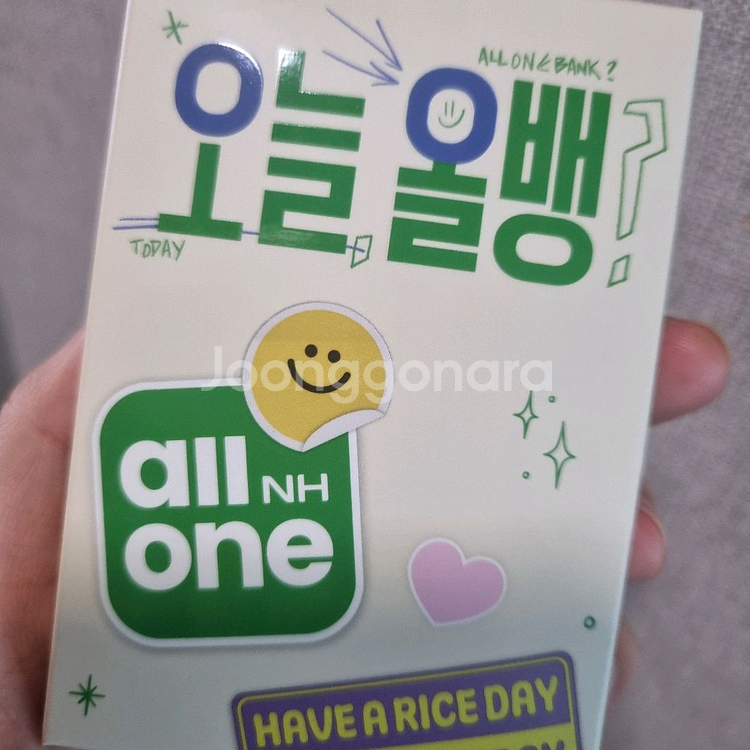 ALL ONE BANK?
오늘, 올뱅?
TODAY
Joonggonara
all NH
one
HAVE A RICE DAY